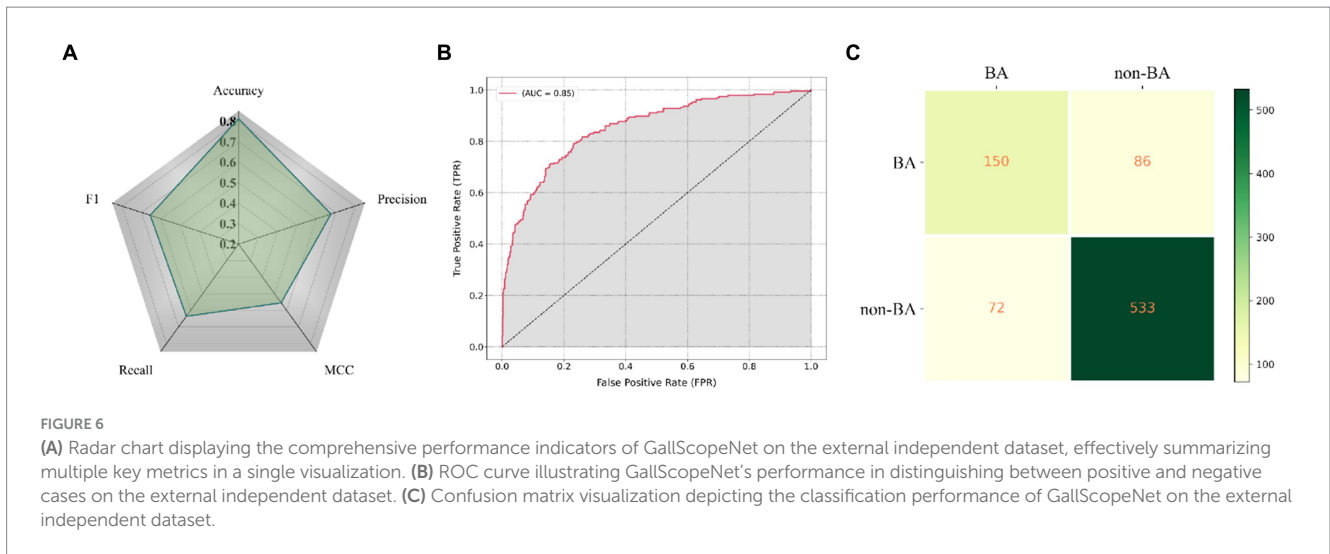 A
Accuracy
0.8
0.7
0.6
0.5
0.4
0.3
0.2
F1
Precision
Recall
MCC
B
(AUC = 0.85)
1.0
0.8
0.6
0.4
0.2
0.0
True Positive Rate (TPR)
0.0 0.2 0.4 0.6 0.8 1.0
False Positive Rate (FPR)
C
BA non-BA
BA 150 86
non-BA 72 533
500
400
300
200
100
FIGURE 6
(A) Radar chart displaying the comprehensive performance indicators of GallScopeNet on the external independent dataset, effectively summarizing
multiple key metrics in a single visualization. (B) ROC curve illustrating GallScopeNet’s performance in distinguishing between positive and negative
cases on the external independent dataset. (C) Confusion matrix visualization depicting the classification performance of GallScopeNet on the external
independent dataset.